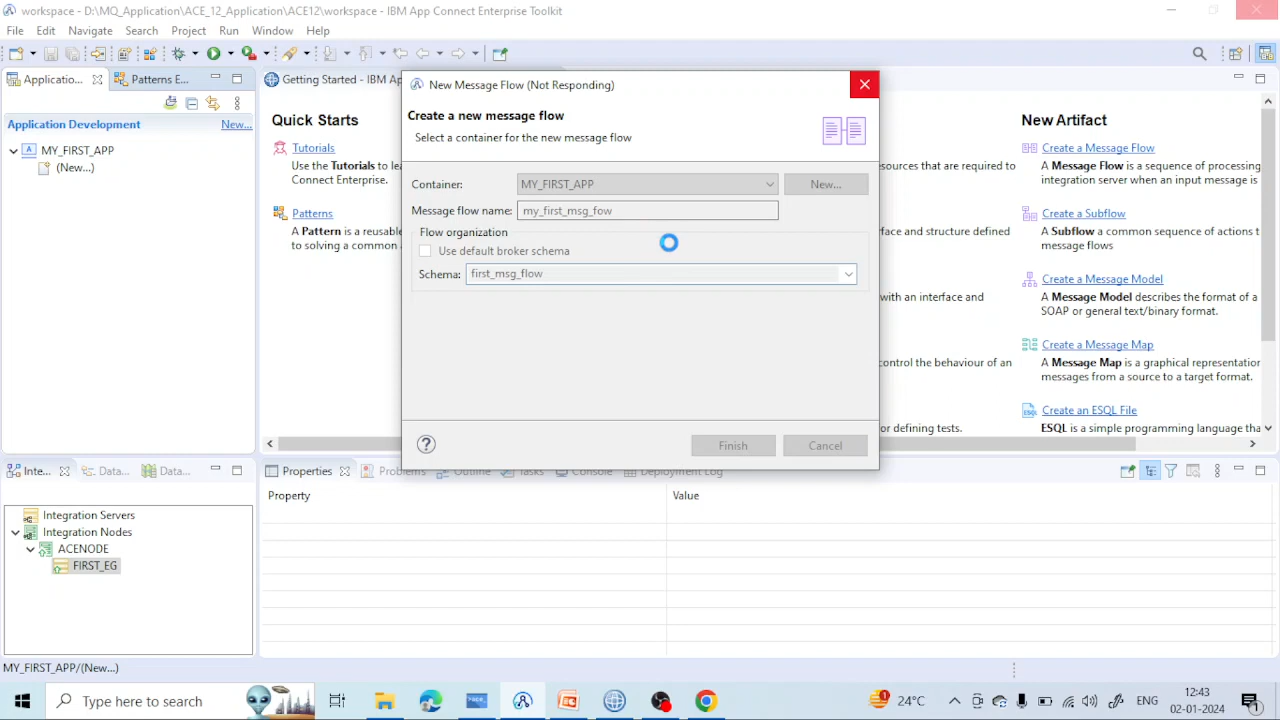 workspace - D:\MQ_Application\ACE_12_Application\ACE12\workspace - IBM App Connect Enterprise Toolkit
File Edit Navigate Search Project Run Window Help
Applicatio... Patterns E...
Getting Started - IBM Ap
New Message Flow (Not Responding)
Application Development New...
MY_FIRST_APP
(New...)
Quick Starts
Tutorials
Use the Tutorials to
Connect Enterprise.
Patterns
A Pattern is a reusable
to solving a common
Create a new message flow
Select a container for the new message flow
Container: MY_FIRST_APP New...
Message flow name: my_first_msg_fow
Flow organization
Use default broker schema
Schema: first_msg_flow
Finish Cancel
esources that are required to
rface and structure defined
with an interface and
control the behaviour of an
or defining tests.
New Artifact
Create a Message Flow
A Message Flow is a sequence of processing
integration server when an input message is
Create a Subflow
A Subflow a common sequence of actions t
message flows
Create a Message Model
A Message Model describes the format of a
SOAP or general text/binary format.
Create a Message Map
A Message Map is a graphical representation
messages from a source to a target format.
Create an ESQL File
ESQL is a simple programming language tha
Inte... Data... Data...
Integration Servers
Integration Nodes
ACENODE
FIRST_EG
Properties Problems Outline Tasks Console Deployment Log
Property Value
MY_FIRST_APP/(New...)
Type here to search
1
24°C
ENG
12:43
02-01-2024
1